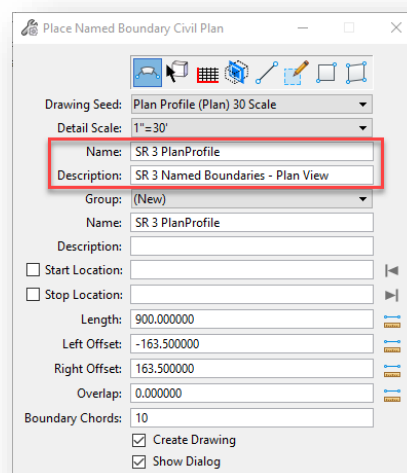 Place Named Boundary Civil Plan
Drawing Seed: Plan Profile (Plan) 30 Scale
Detail Scale: 1"=30'
Name: SR 3 PlanProfile
Description: SR 3 Named Boundaries - Plan View
Group: (New)
Name: SR 3 PlanProfile
Description:
Start Location:
Stop Location:
Length: 900.000000
Left Offset: -163.500000
Right Offset: 163.500000
Overlap: 0.000000
Boundary Chords: 10
Create Drawing
Show Dialog